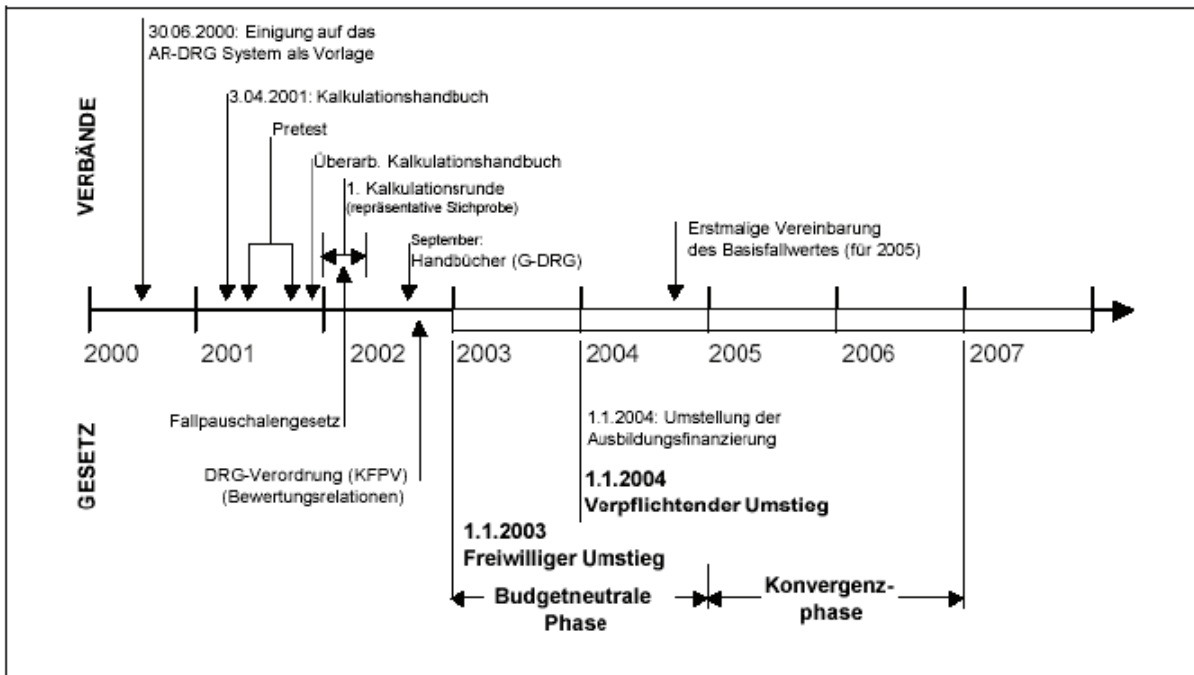 30.06.2000: Einigung auf das
AR-DRG System als Vorlage
3.04.2001: Kalkulationshandbuch
Pretest
Überarb. Kalkulationshandbuch
1. Kalkulationsrunde
(repräsentative Stichprobe)
September:
Handbücher (G-DRG)
Erstmalige Vereinbarung
des Basisfallwertes (für 2005)
VERBÄNDE
2000 2001 2002 2003 2004 2005 2006 2007
GESETZ
Fallpauschalengesetz
DRG-Verordnung (KFPV)
(Bewertungsrelationen)
1.1.2004: Umstellung der
Ausbildungsfinanzierung
1.1.2004
Verpflichtender Umstieg
1.1.2003
Freiwilliger Umstieg
Budgetneutrale
Phase
Konvergenz-
phase